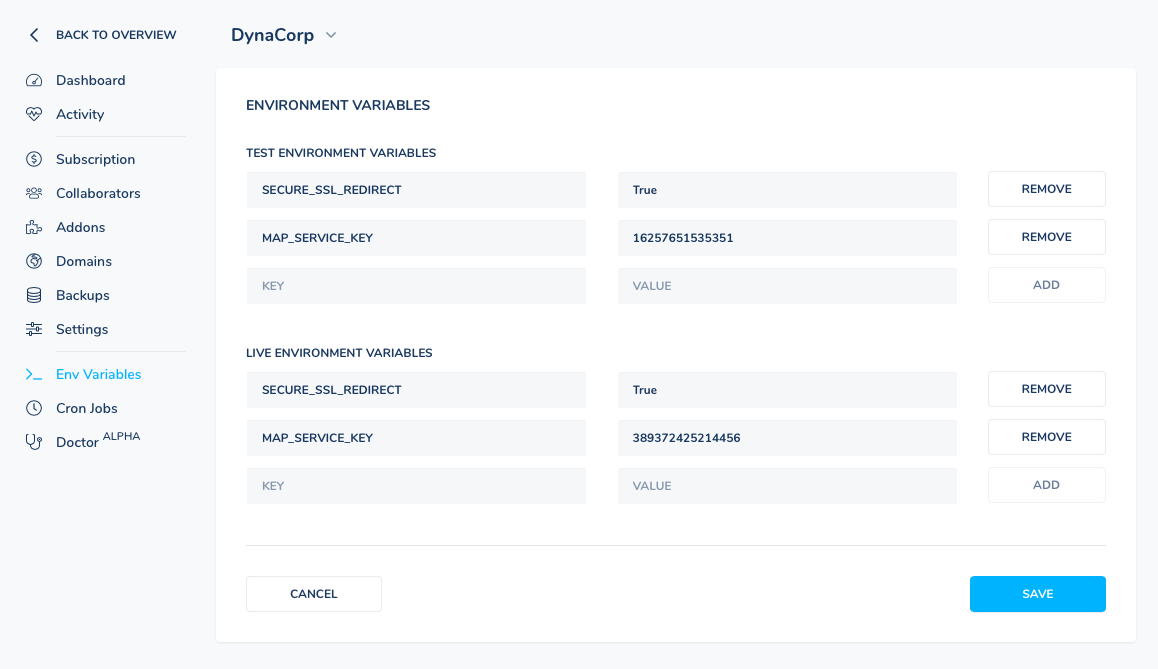 BACK TO OVERVIEW
DynaCorp
Dashboard
Activity
Subscription
Collaborators
Addons
Domains
Backups
Settings
Env Variables
Cron Jobs
Doctor ALPHA
ENVIRONMENT VARIABLES
TEST ENVIRONMENT VARIABLES
SECURE_SSL_REDIRECT True REMOVE
MAP_SERVICE_KEY 16257651535351 REMOVE
KEY VALUE ADD
LIVE ENVIRONMENT VARIABLES
SECURE_SSL_REDIRECT True REMOVE
MAP_SERVICE_KEY 389372425214456 REMOVE
KEY VALUE ADD
CANCEL SAVE